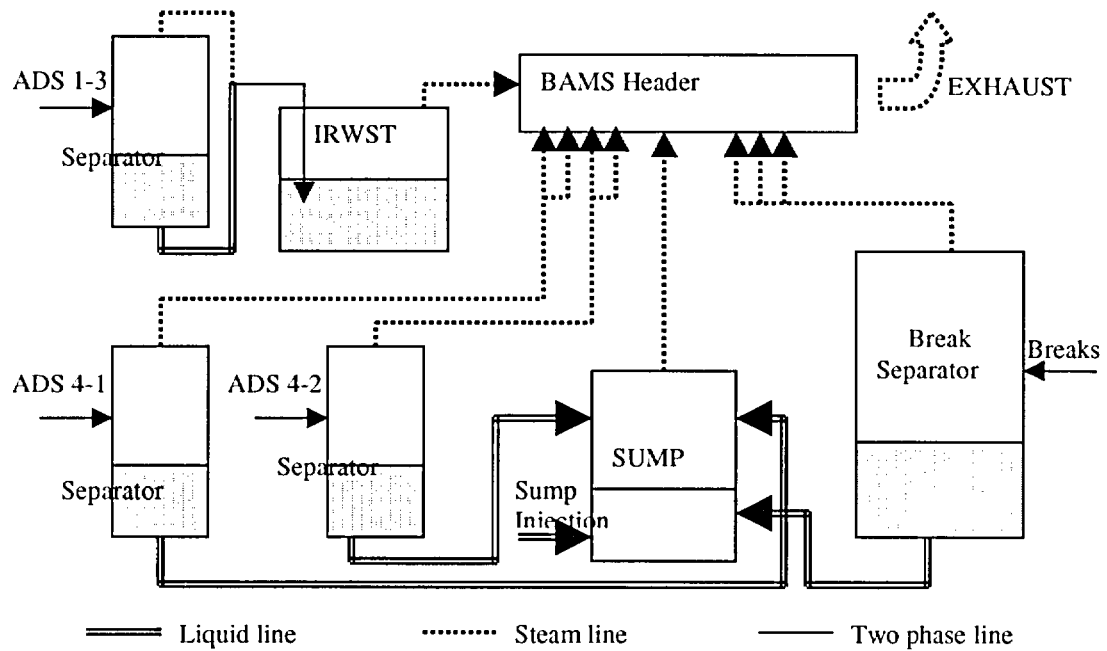 ADS 1-3
Separator
IRWST
BAMS Header
EXHAUST
ADS 4-1
Separator
ADS 4-2
Separator
SUMP
Sump
Injection
Break
Separator
Breaks
Liquid line
Steam line
Two phase line